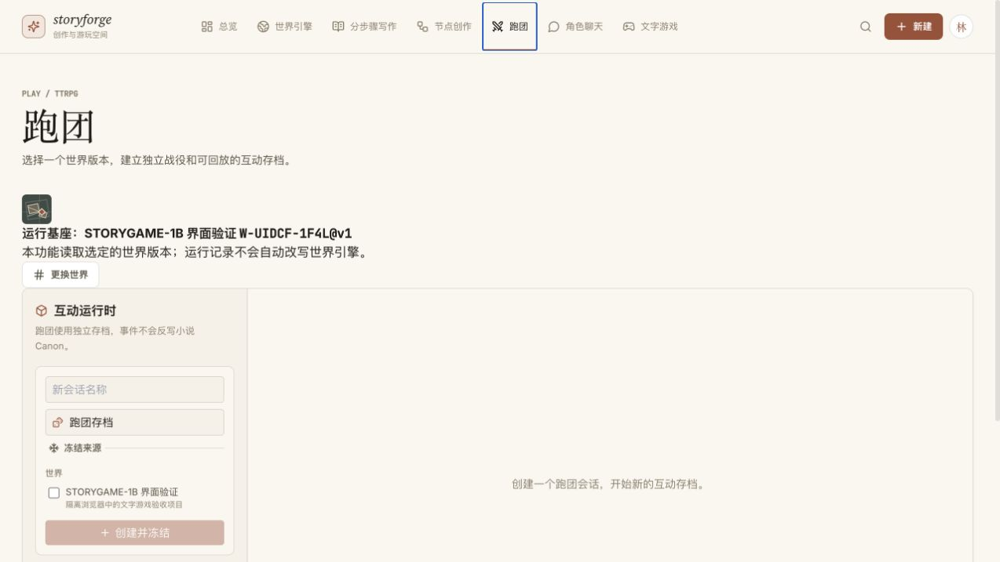 storyforge
创作与游玩空间
总览
世界引擎
分步骤写作
节点创作
跑团
角色聊天
文字游戏
新建
林
PLAY / TTRPG
跑团
选择一个世界版本，建立独立战役和可回放的互动存档。
运行基座：STORYGAME-1B 界面验证 W-UIDCF-1F4L@v1
本功能读取选定的世界版本；运行记录不会自动改写世界引擎。
更换世界
互动运行时
跑团使用独立存档，事件不会反写小说
Canon。
新会话名称
跑团存档
冻结来源
世界
STORYGAME-1B 界面验证
隔离浏览器中的文字游戏验收项目
创建并冻结
创建一个跑团会话，开始新的互动存档。